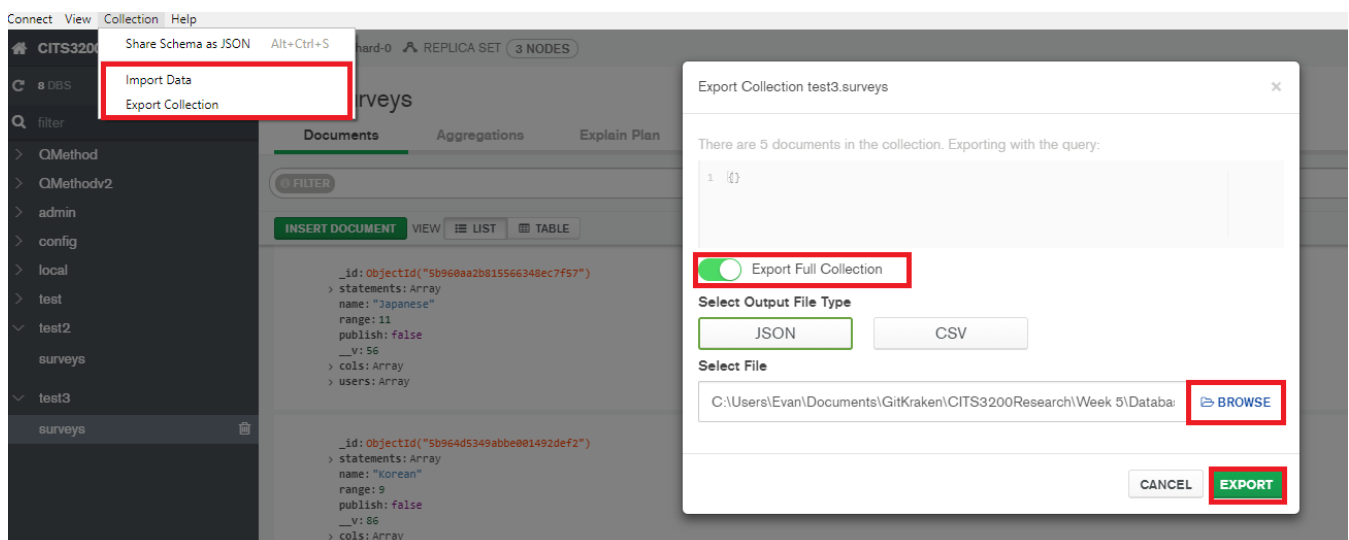 Connect View Collection Help
Share Schema as JSON Alt+Ctrl+S
Import Data
Export Collection
CITS3200
hard-0 REPLICA SET 3 NODES
8 DBS
filter
QMethod
QMethodv2
admin
config
local
test
test2
surveys
test3
surveys
rveys
Documents Aggregations Explain Plan
FILTER
INSERT DOCUMENT VIEW LIST TABLE
_id: ObjectId("5b960aa2b815566348ec7f57")
> statements: Array
name: "Japanese"
range: 11
publish: false
__v: 56
> cols: Array
> users: Array
_id: ObjectId("5b964d5349abbe001492def2")
> statements: Array
name: "Korean"
range: 9
publish: false
__v: 86
> cols: Array
Export Collection test3.surveys ×
There are 5 documents in the collection. Exporting with the query:
1 {}
Export Full Collection
Select Output File Type
JSON CSV
Select File
C:\Users\Evan\Documents\GitKraken\CITS3200Research\Week 5\Databa BROWSE
CANCEL EXPORT